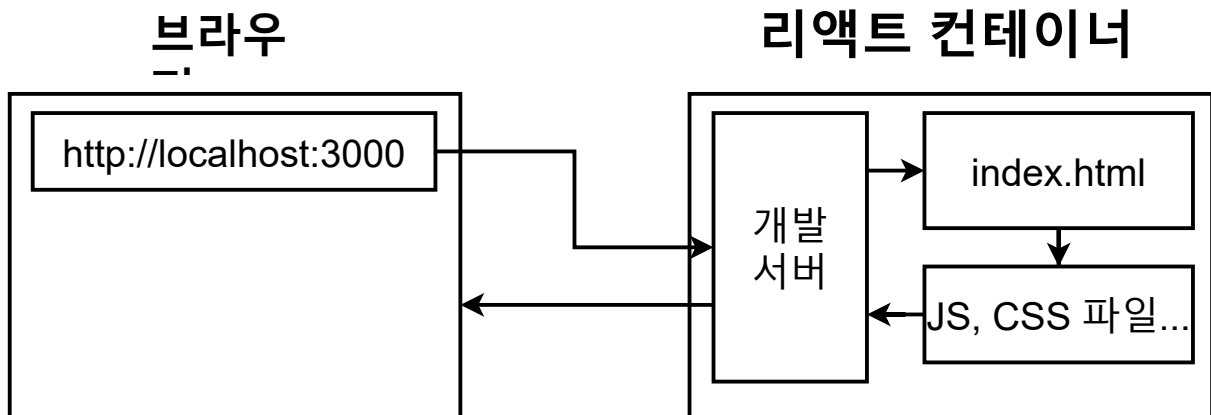 브라우
리액트 컨테이너
http://localhost:3000
개발
서버
index.html
JS, CSS 파일...